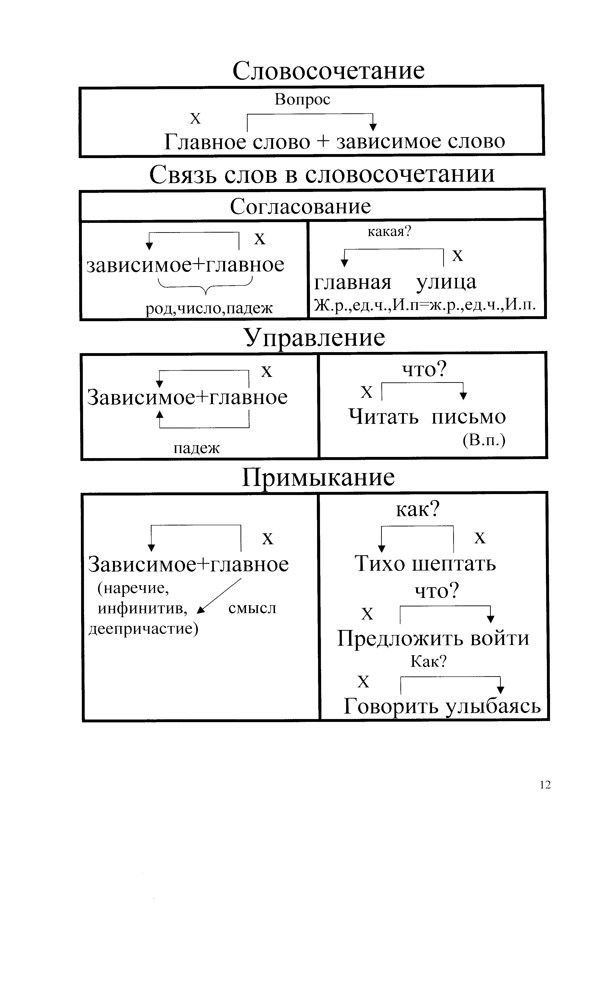 Словосочетание
Вопрос
X
Главное слово + зависимое слово
Связь слов в словосочетании
Согласование
X
зависимое+главное
род,число,падеж
какая?
X
главная улица
Ж.р.,ед.ч.,И.п=ж.р.,ед.ч.,И.п.
Управление
X
Зависимое+главное
падеж
что?
X
Читать письмо
(В.п.)
Примыкание
X
Зависимое+главное
(наречие,
инфинитив, смысл
деепричастие)
как?
X
Тихо шептать
что?
X
Предложить войти
Как?
X
Говорить улыбаясь
12